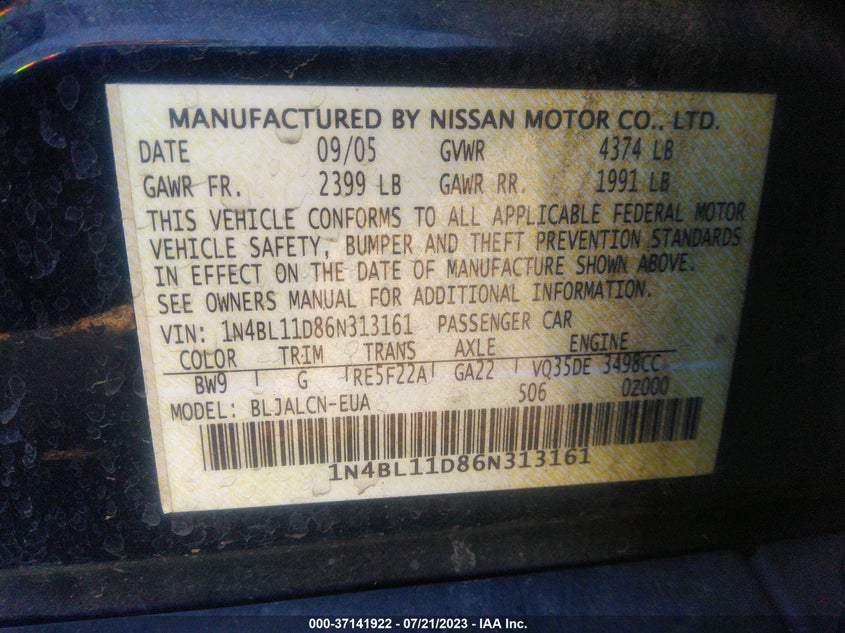 MANUFACTURED BY NISSAN MOTOR CO., LTD.
DATE 09/05 GVWR 4374 LB
GAWR FR. 2399 LB GAWR RR. 1991 LB
THIS VEHICLE CONFORMS TO ALL APPLICABLE FEDERAL MOTOR
VEHICLE SAFETY, BUMPER AND THEFT PREVENTION STANDARDS
IN EFFECT ON THE DATE OF MANUFACTURE SHOWN ABOVE.
SEE OWNERS MANUAL FOR ADDITIONAL INFORMATION.
VIN: 1N4BL11D86N313161 PASSENGER CAR
COLOR TRIM TRANS AXLE ENGINE
BW9 G RE5F22A GA22 VQ35DE 3498CC
MODEL: BLJALCN-EUA 506 0Z000
1N4BL11D86N313161
000-37141922 - 07/21/2023 - IAA Inc.